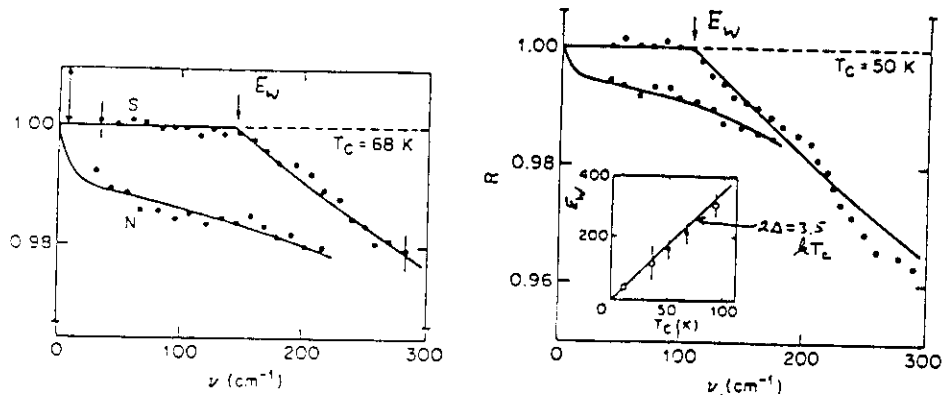 E_W
S
1.00
T_C = 68 K
N
0.98
0
100
200
300
ν (cm⁻¹)
E_W
1.00
T_C = 50 K
R
0.98
0.96
400
E_W
200
0
2Δ = 3.5
kT_c
0
50
100
T_C (K)
0
100
200
300
ν (cm⁻¹)